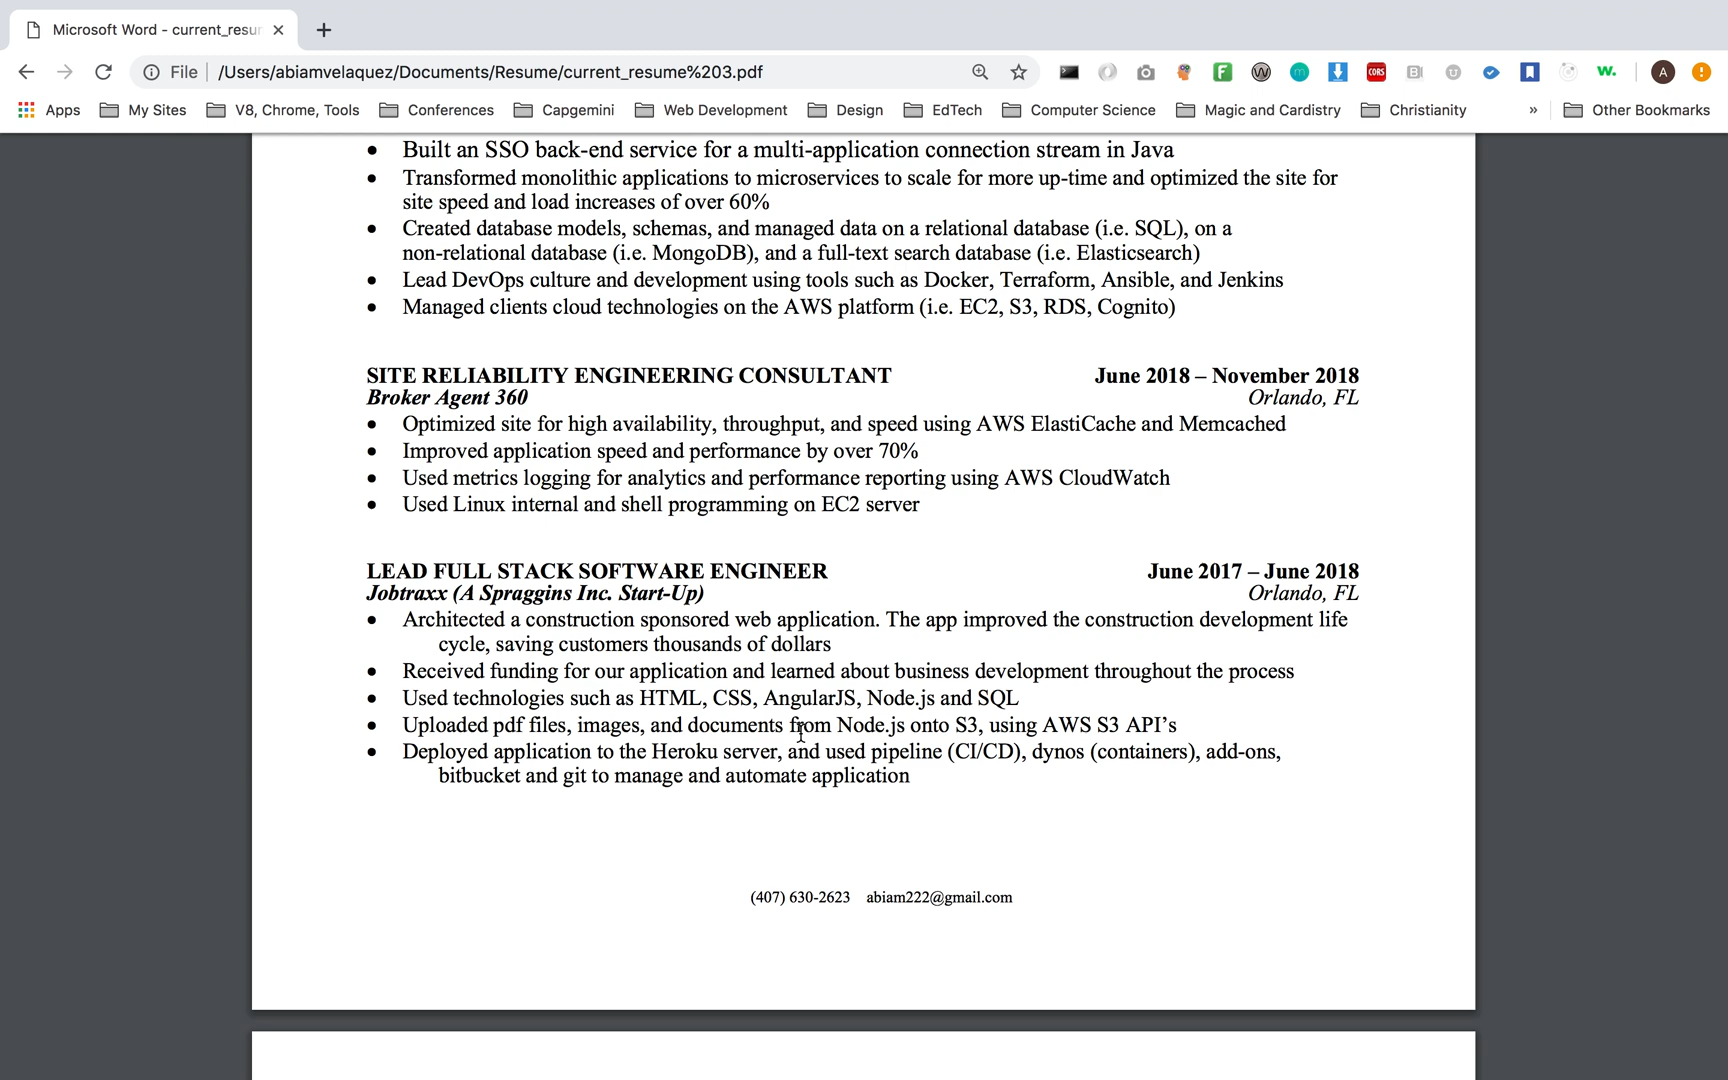 Microsoft Word - current_resur
File
/Users/abiamvelaquez/Documents/Resume/current_resume%203.pdf
CORS
A
Apps My Sites V8, Chrome, Tools Conferences Capgemini Web Development Design EdTech Computer Science Magic and Cardistry Christianity » Other Bookmarks
• Built an SSO back-end service for a multi-application connection stream in Java
• Transformed monolithic applications to microservices to scale for more up-time and optimized the site for
site speed and load increases of over 60%
• Created database models, schemas, and managed data on a relational database (i.e. SQL), on a
non-relational database (i.e. MongoDB), and a full-text search database (i.e. Elasticsearch)
• Lead DevOps culture and development using tools such as Docker, Terraform, Ansible, and Jenkins
• Managed clients cloud technologies on the AWS platform (i.e. EC2, S3, RDS, Cognito)
SITE RELIABILITY ENGINEERING CONSULTANT June 2018 – November 2018
Broker Agent 360 Orlando, FL
• Optimized site for high availability, throughput, and speed using AWS ElastiCache and Memcached
• Improved application speed and performance by over 70%
• Used metrics logging for analytics and performance reporting using AWS CloudWatch
• Used Linux internal and shell programming on EC2 server
LEAD FULL STACK SOFTWARE ENGINEER June 2017 – June 2018
Jobtraxx (A Spraggins Inc. Start-Up) Orlando, FL
• Architected a construction sponsored web application. The app improved the construction development life
cycle, saving customers thousands of dollars
• Received funding for our application and learned about business development throughout the process
• Used technologies such as HTML, CSS, AngularJS, Node.js and SQL
• Uploaded pdf files, images, and documents from Node.js onto S3, using AWS S3 API’s
• Deployed application to the Heroku server, and used pipeline (CI/CD), dynos (containers), add-ons,
bitbucket and git to manage and automate application
(407) 630-2623 abiam222@gmail.com